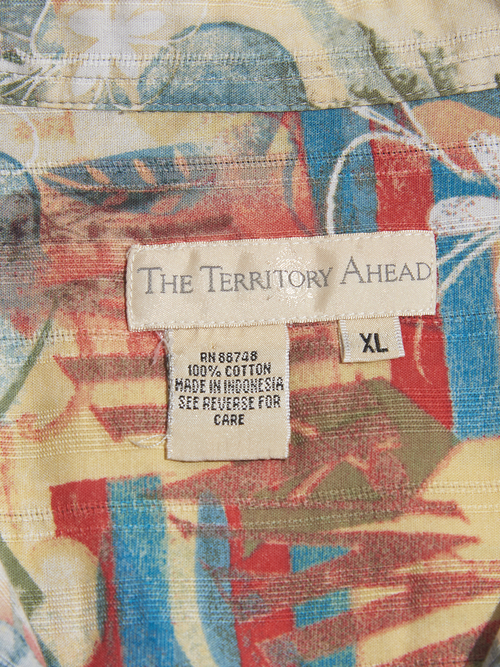 THE TERRITORY AHEAD
XL
RN 88748
100% COTTON
MADE IN INDONESIA
SEE REVERSE FOR
CARE